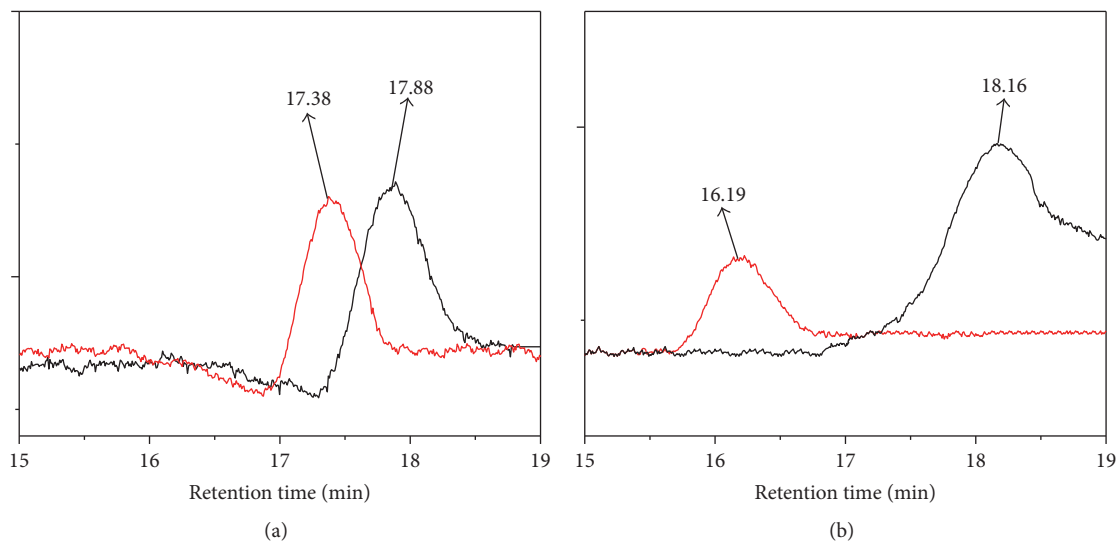 17.38
17.88
15 16 17 18 19
Retention time (min)
(a)
16.19
18.16
15 16 17 18 19
Retention time (min)
(b)